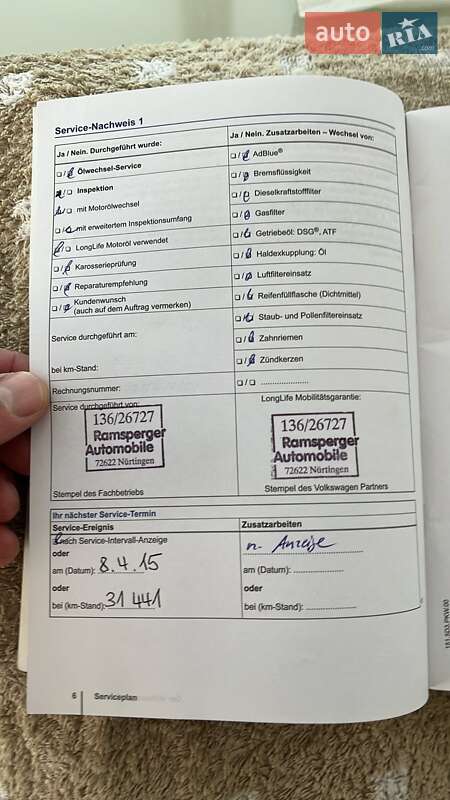 auto RIA.com
Service-Nachweis 1
Ja / Nein. Durchgeführt wurde:
□ / □ Ölwechsel-Service
□ / □ Inspektion
□ / □ mit Motorölwechsel
□ / □ mit erweitertem Inspektionsumfang
□ / □ LongLife Motoröl verwendet
□ / □ Karosserieprüfung
□ / □ Reparaturempfehlung
□ / □ Kundenwunsch
(auch auf dem Auftrag vermerken)
Service durchgeführt am:
bei km-Stand:
Rechnungsnummer:
Service durchgeführt von:
136/26727
Ramsperger
Automobile
72622 Nürtingen
Stempel des Fachbetriebs
Ja / Nein. Zusatzarbeiten – Wechsel von:
□ / □ AdBlue®
□ / □ Bremsflüssigkeit
□ / □ Dieselkraftstofffilter
□ / □ Gasfilter
□ / □ Getriebeöl: DSG®, ATF
□ / □ Haldexkupplung: Öl
□ / □ Luftfiltereinsatz
□ / □ Reifenfüllflasche (Dichtmittel)
□ / □ Staub- und Pollenfiltereinsatz
□ / □ Zahnriemen
□ / □ Zündkerzen
□ / □ ......................
LongLife Mobilitätsgarantie:
136/26727
Ramsperger
Automobile
72622 Nürtingen
Stempel des Volkswagen Partners
Ihr nächster Service-Termin
Service-Ereignis
nach Service-Intervall-Anzeige
oder
am (Datum): 8.4.15
oder
bei (km-Stand): 31 441
Zusatzarbeiten
n. Anzeige
am (Datum): ......................
oder
bei (km-Stand): ......................
6 Serviceplan
151.5D3.PKW.00